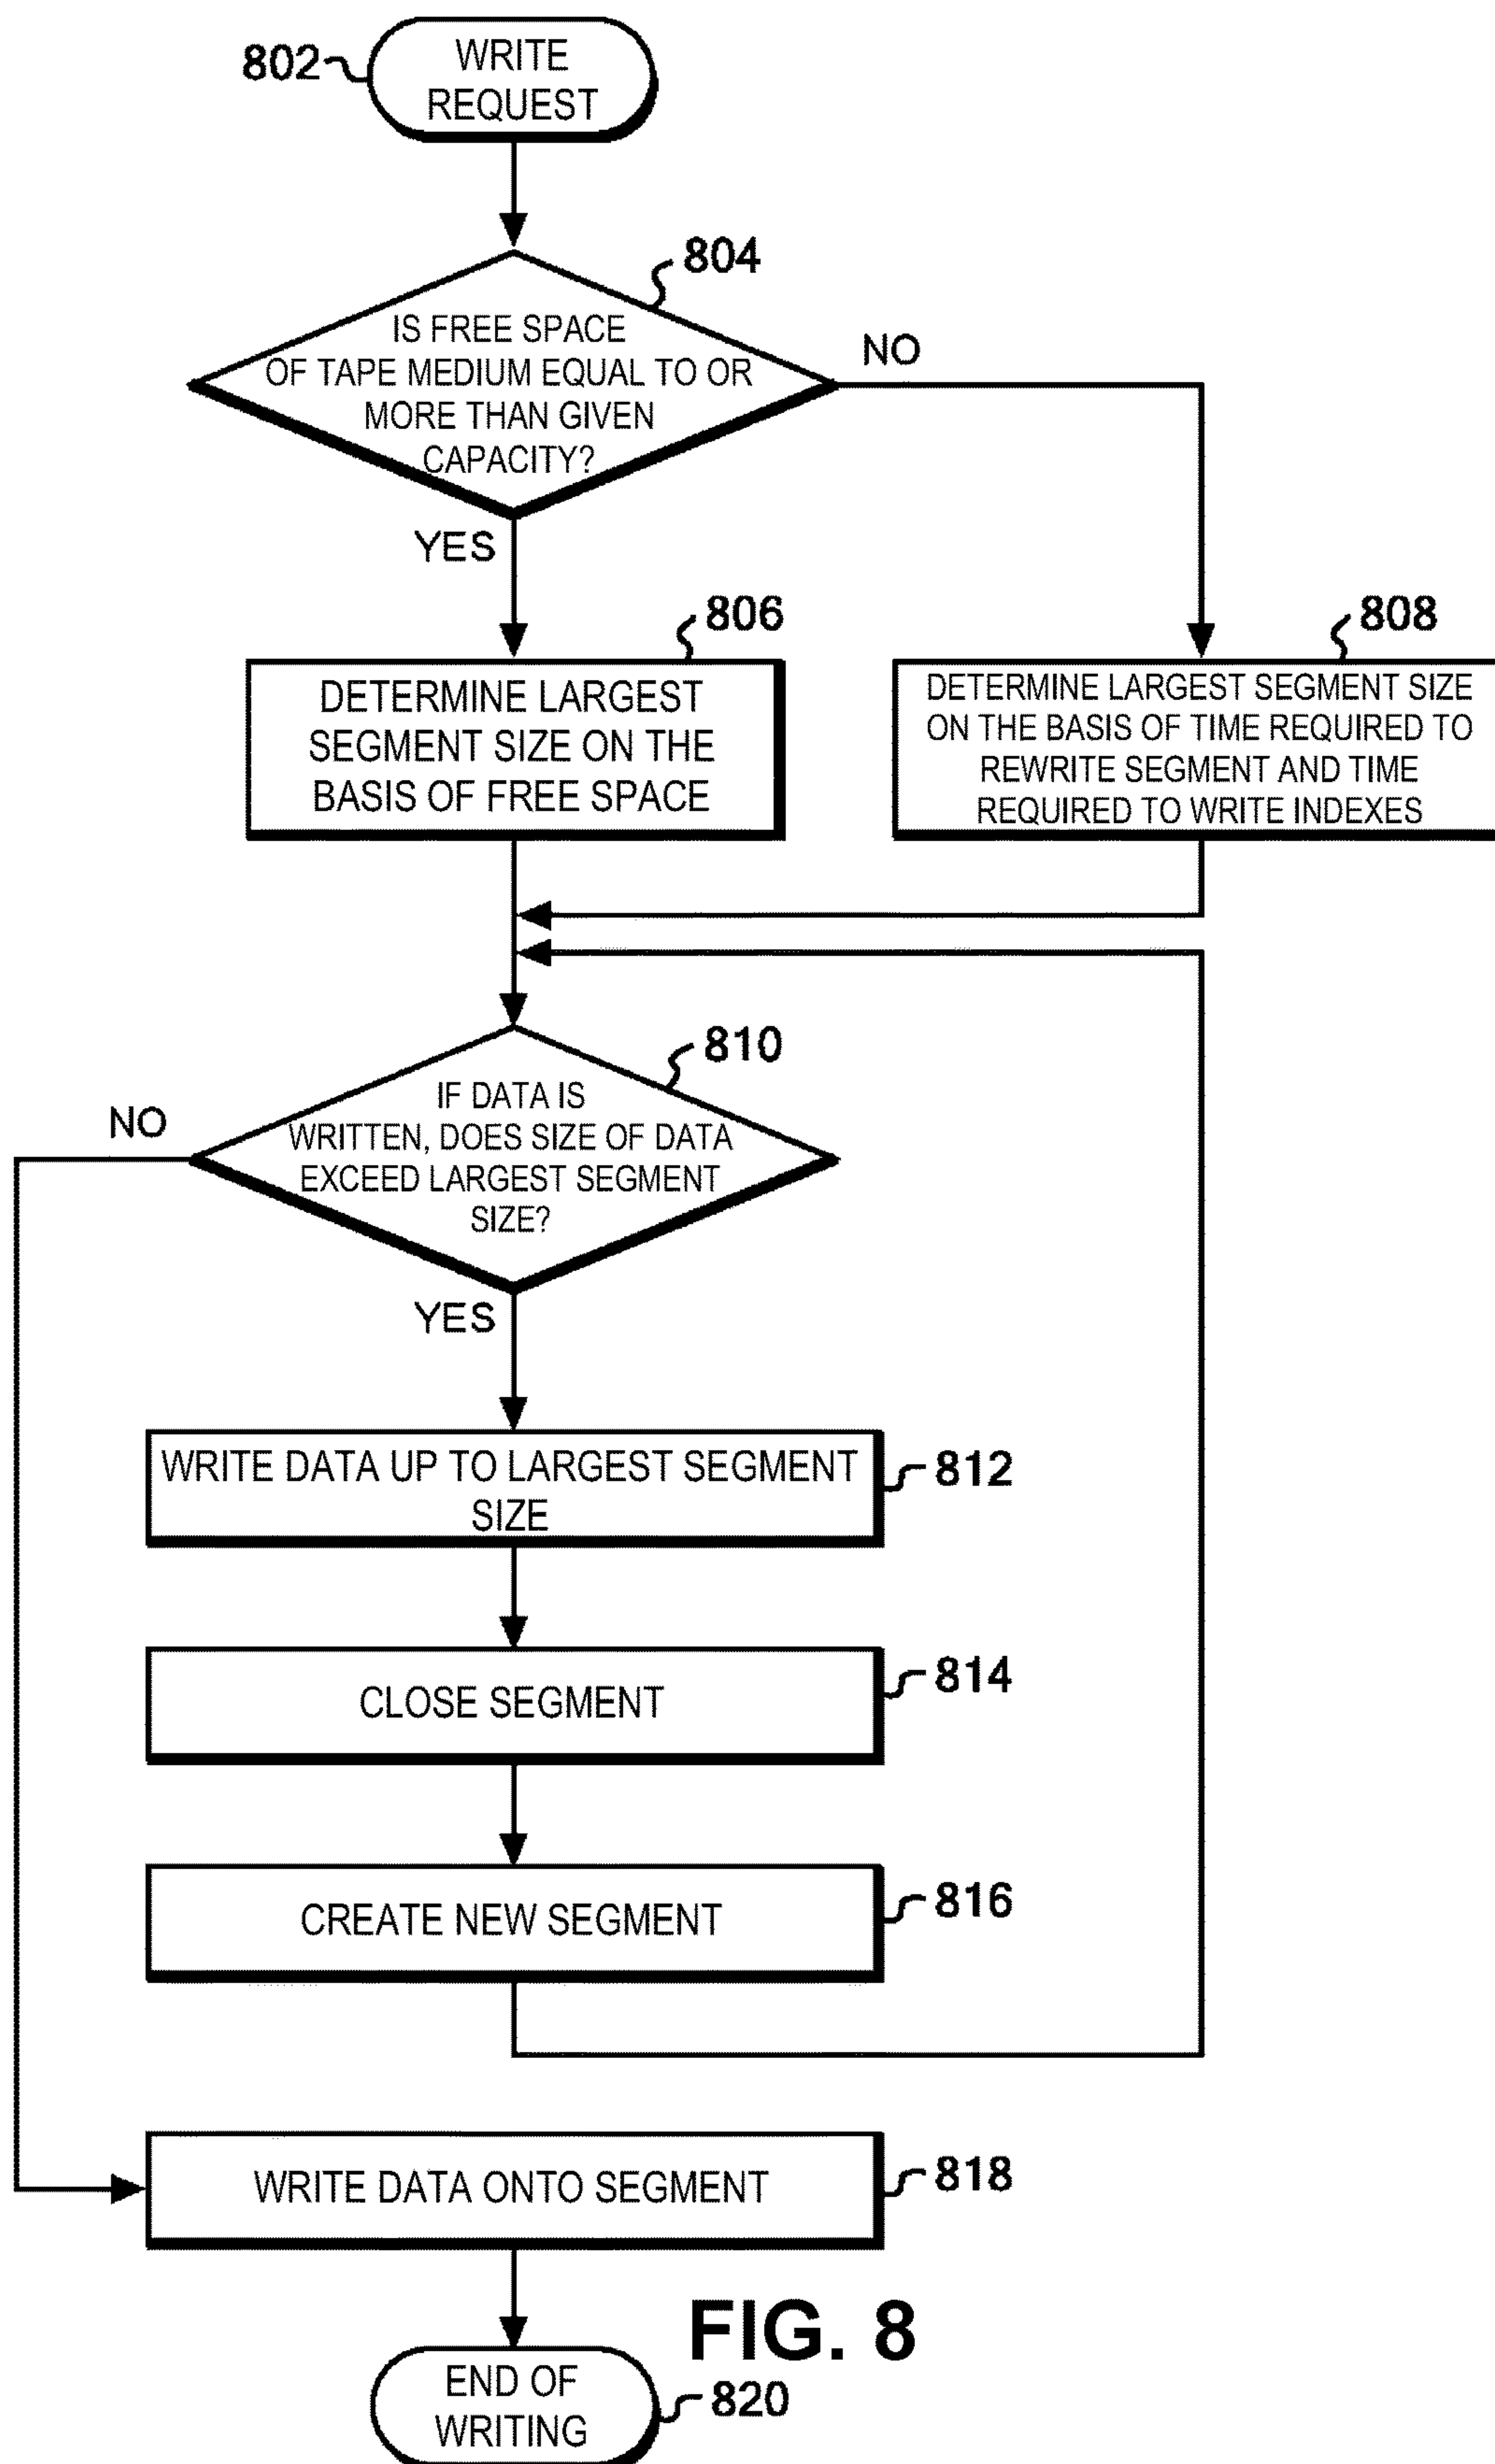 802
WRITE
REQUEST
804
IS FREE SPACE
OF TAPE MEDIUM EQUAL TO OR
MORE THAN GIVEN
CAPACITY?
NO
YES
806
DETERMINE LARGEST
SEGMENT SIZE ON THE
BASIS OF FREE SPACE
808
DETERMINE LARGEST SEGMENT SIZE
ON THE BASIS OF TIME REQUIRED TO
REWRITE SEGMENT AND TIME
REQUIRED TO WRITE INDEXES
810
IF DATA IS
WRITTEN, DOES SIZE OF DATA
EXCEED LARGEST SEGMENT
SIZE?
NO
YES
WRITE DATA UP TO LARGEST SEGMENT
SIZE
812
CLOSE SEGMENT
814
CREATE NEW SEGMENT
816
WRITE DATA ONTO SEGMENT
818
END OF
WRITING
820
FIG. 8